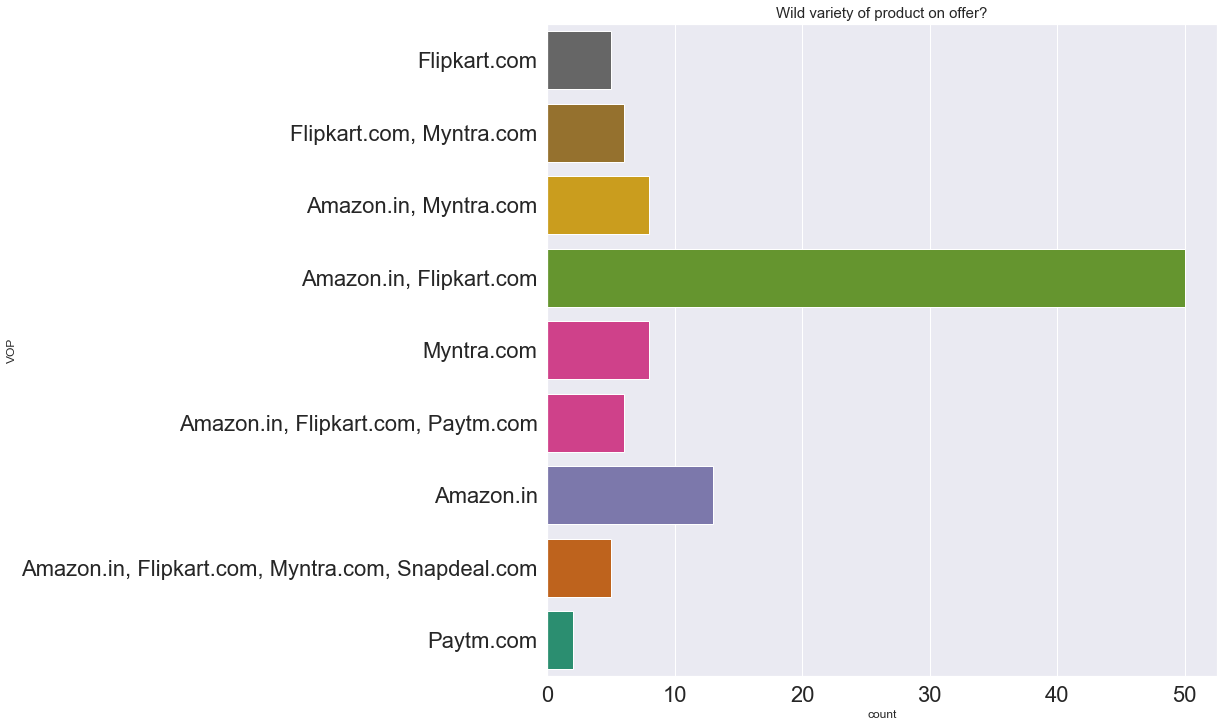 Wild variety of product on offer?
Flipkart.com
Flipkart.com, Myntra.com
Amazon.in, Myntra.com
Amazon.in, Flipkart.com
Myntra.com
Amazon.in, Flipkart.com, Paytm.com
Amazon.in
Amazon.in, Flipkart.com, Myntra.com, Snapdeal.com
Paytm.com
VOP
0 10 20 30 40 50
count